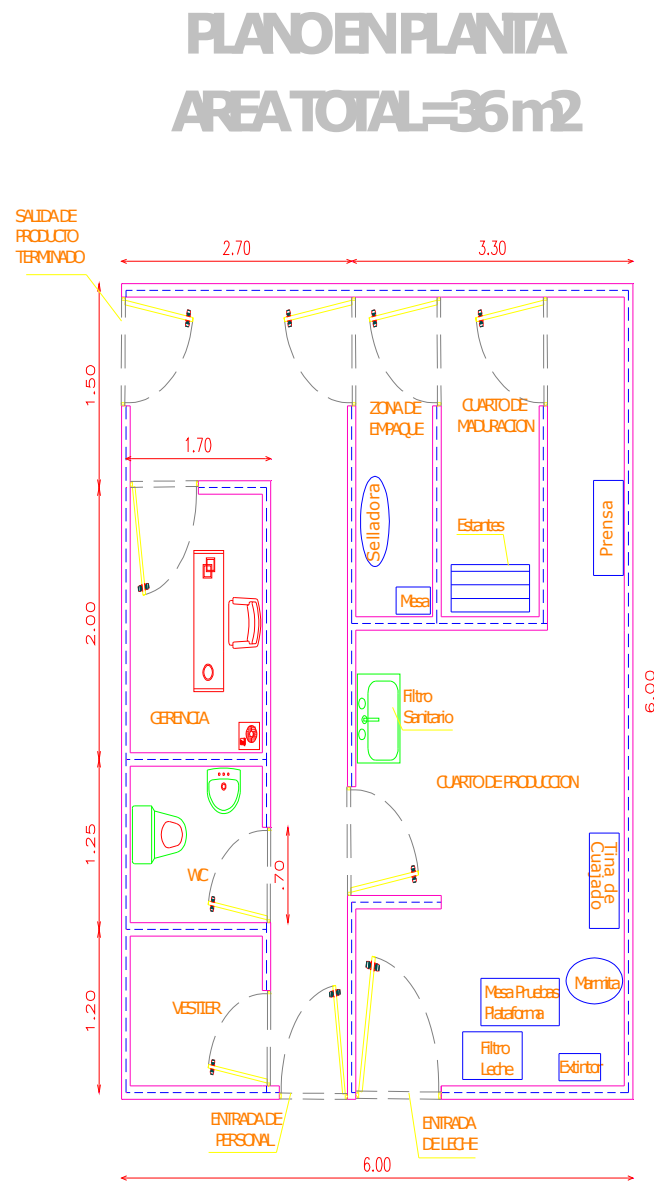 PLANO EN PLANTA
AREA TOTAL=36 m2
SALIDA DE
PRODUCTO
TERMINADO
2.70
3.30
1.50
ZONA DE
EMPAQUE
CUARTO DE
MADURACION
1.70
Selladora
Estantes
Prensa
Mesa
2.00
6.00
GERENCIA
Filtro
Sanitario
CUARTO DE PRODUCCION
1.25
WC
.70
Tina de
Cuajado
Marmita
1.20
VESTIER
Mesa Pruebas
Plataforma
Filtro
Leche
Extintor
ENTRADA DE
PERSONAL
ENTRADA
DE LECHE
6.00